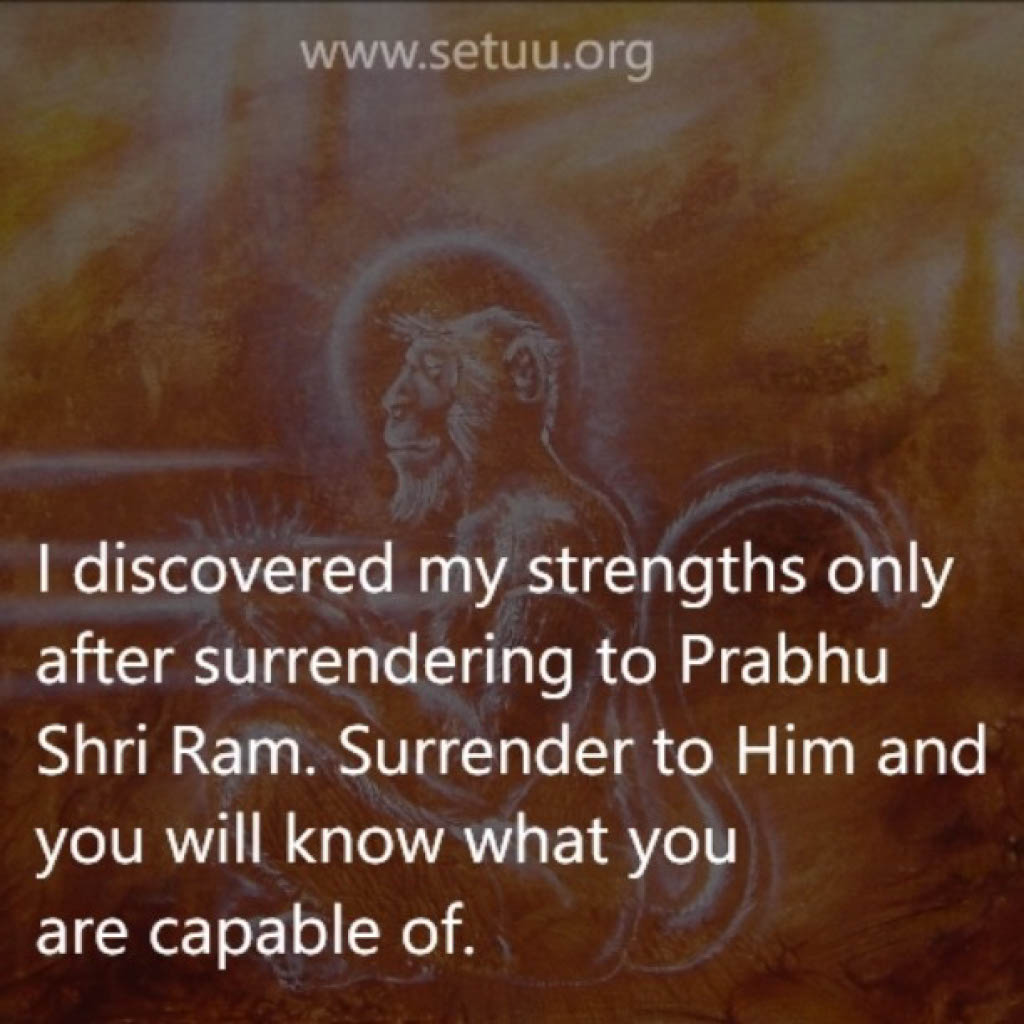 www.setuu.org
I discovered my strengths only
after surrendering to Prabhu
Shri Ram. Surrender to Him and
you will know what you
are capable of.